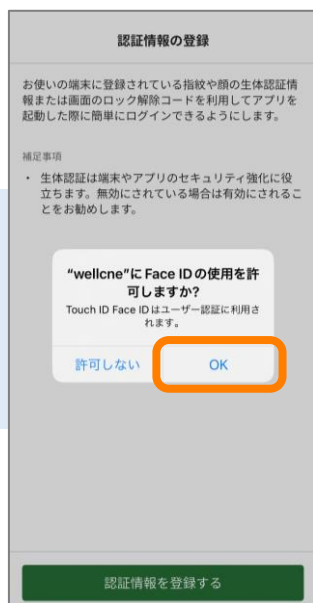 認証情報の登録
お使いの端末に登録されている指紋や顔の生体認証情
報または画面のロック解除コードを利用してアプリを
起動した際に簡単にログインできるようにします。
補足事項
・ 生体認証は端末やアプリのセキュリティ強化に役
立ちます。無効にされている場合は有効にされるこ
とをお勧めします。
“wellcne”に Face ID の使用を許
可しますか?
Touch ID Face ID はユーザー認証に利用さ
れます。
許可しない OK
認証情報を登録する